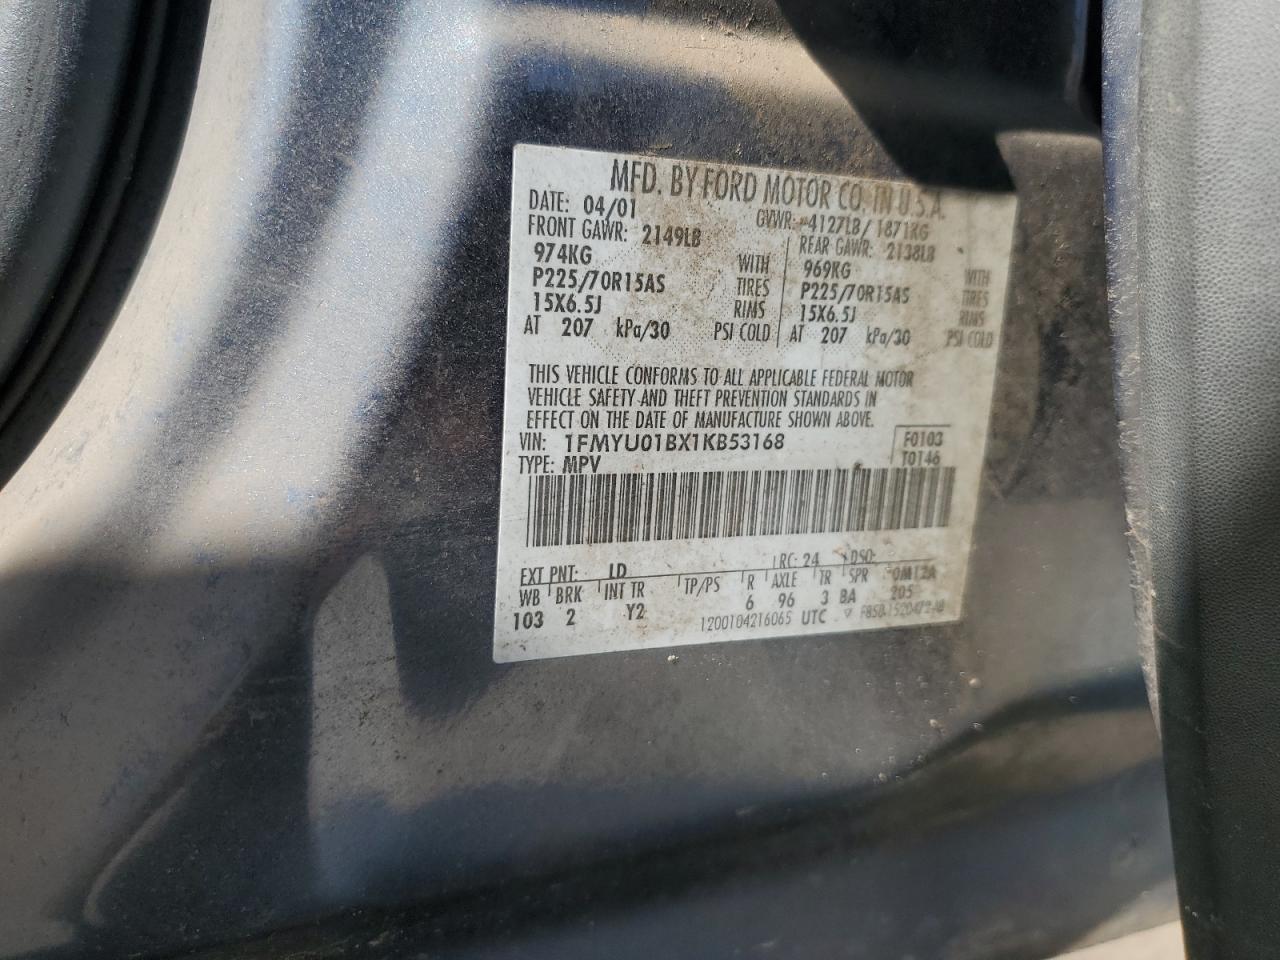 MFD. BY FORD MOTOR CO. IN U.S.A.
DATE: 04/01 GVWR: 4127LB/ 1871KG
FRONT GAWR: 2149LB REAR GAWR: 2138LB
974KG WITH 969KG WITH
P225/70R15AS TIRES P225/70R15AS TIRES
15X6.5J RIMS 15X6.5J RIMS
AT 207 kPa/30 PSI COLD AT 207 kPa/30 PSI COLD
THIS VEHICLE CONFORMS TO ALL APPLICABLE FEDERAL MOTOR
VEHICLE SAFETY AND THEFT PREVENTION STANDARDS IN
EFFECT ON THE DATE OF MANUFACTURE SHOWN ABOVE.
VIN: 1FMYU01BX1KB53168 F0103
TYPE: MPV T0146
EXT PNT: LD RC: 24 DSO:
WB BRK INT TR TP/PS R AXLE TR SPR
103 2 Y2 6 96 3 BA 205
1200104216065 UTC